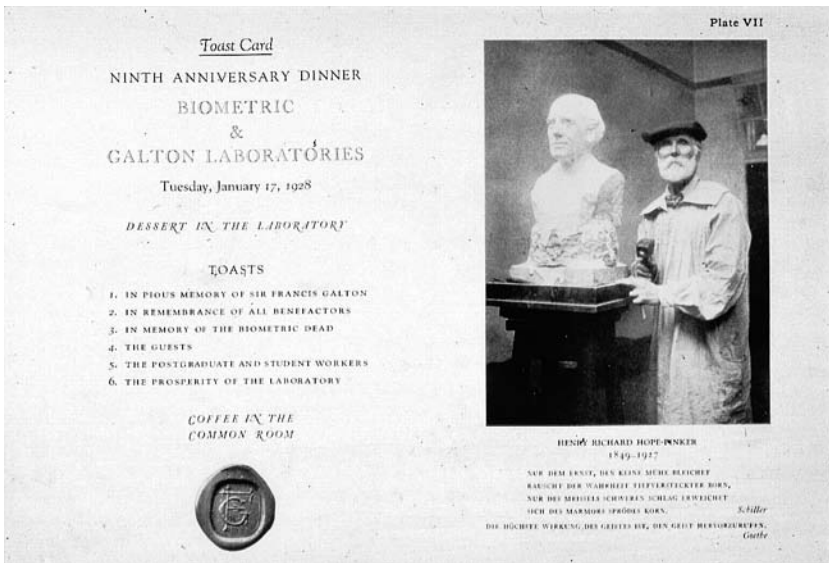 Plate VII
Toast Card
NINTH ANNIVERSARY DINNER
BIOMETRIC
&
GALTON LABORATORIES
Tuesday, January 17, 1928
DESSERT IN THE LABORATORY
TOASTS
1. IN PIOUS MEMORY OF SIR FRANCIS GALTON
2. IN REMEMBRANCE OF ALL BENEFACTORS
3. IN MEMORY OF THE BIOMETRIC DEAD
4. THE GUESTS
5. THE POSTGRADUATE AND STUDENT WORKERS
6. THE PROSPERITY OF THE LABORATORY
COFFEE IN THE
COMMON ROOM
HENRY RICHARD HOPE-PINKER
1849–1927
NUR DEM ERNST, DEN KEINE MÜHE BLEICHET
RAUSCHT DER WAHRHEIT TIEFVERSTECKTER BORN,
NUR DES MEISSELS SCHWEREN SCHLAG ERWEICHET
SICH DES MARMORS SPRÖDES KORN. Schiller
DIE HÖCHSTE WIRKUNG DES GEISTES IST, DEN GEIST HERVORZURUFEN.
Goethe